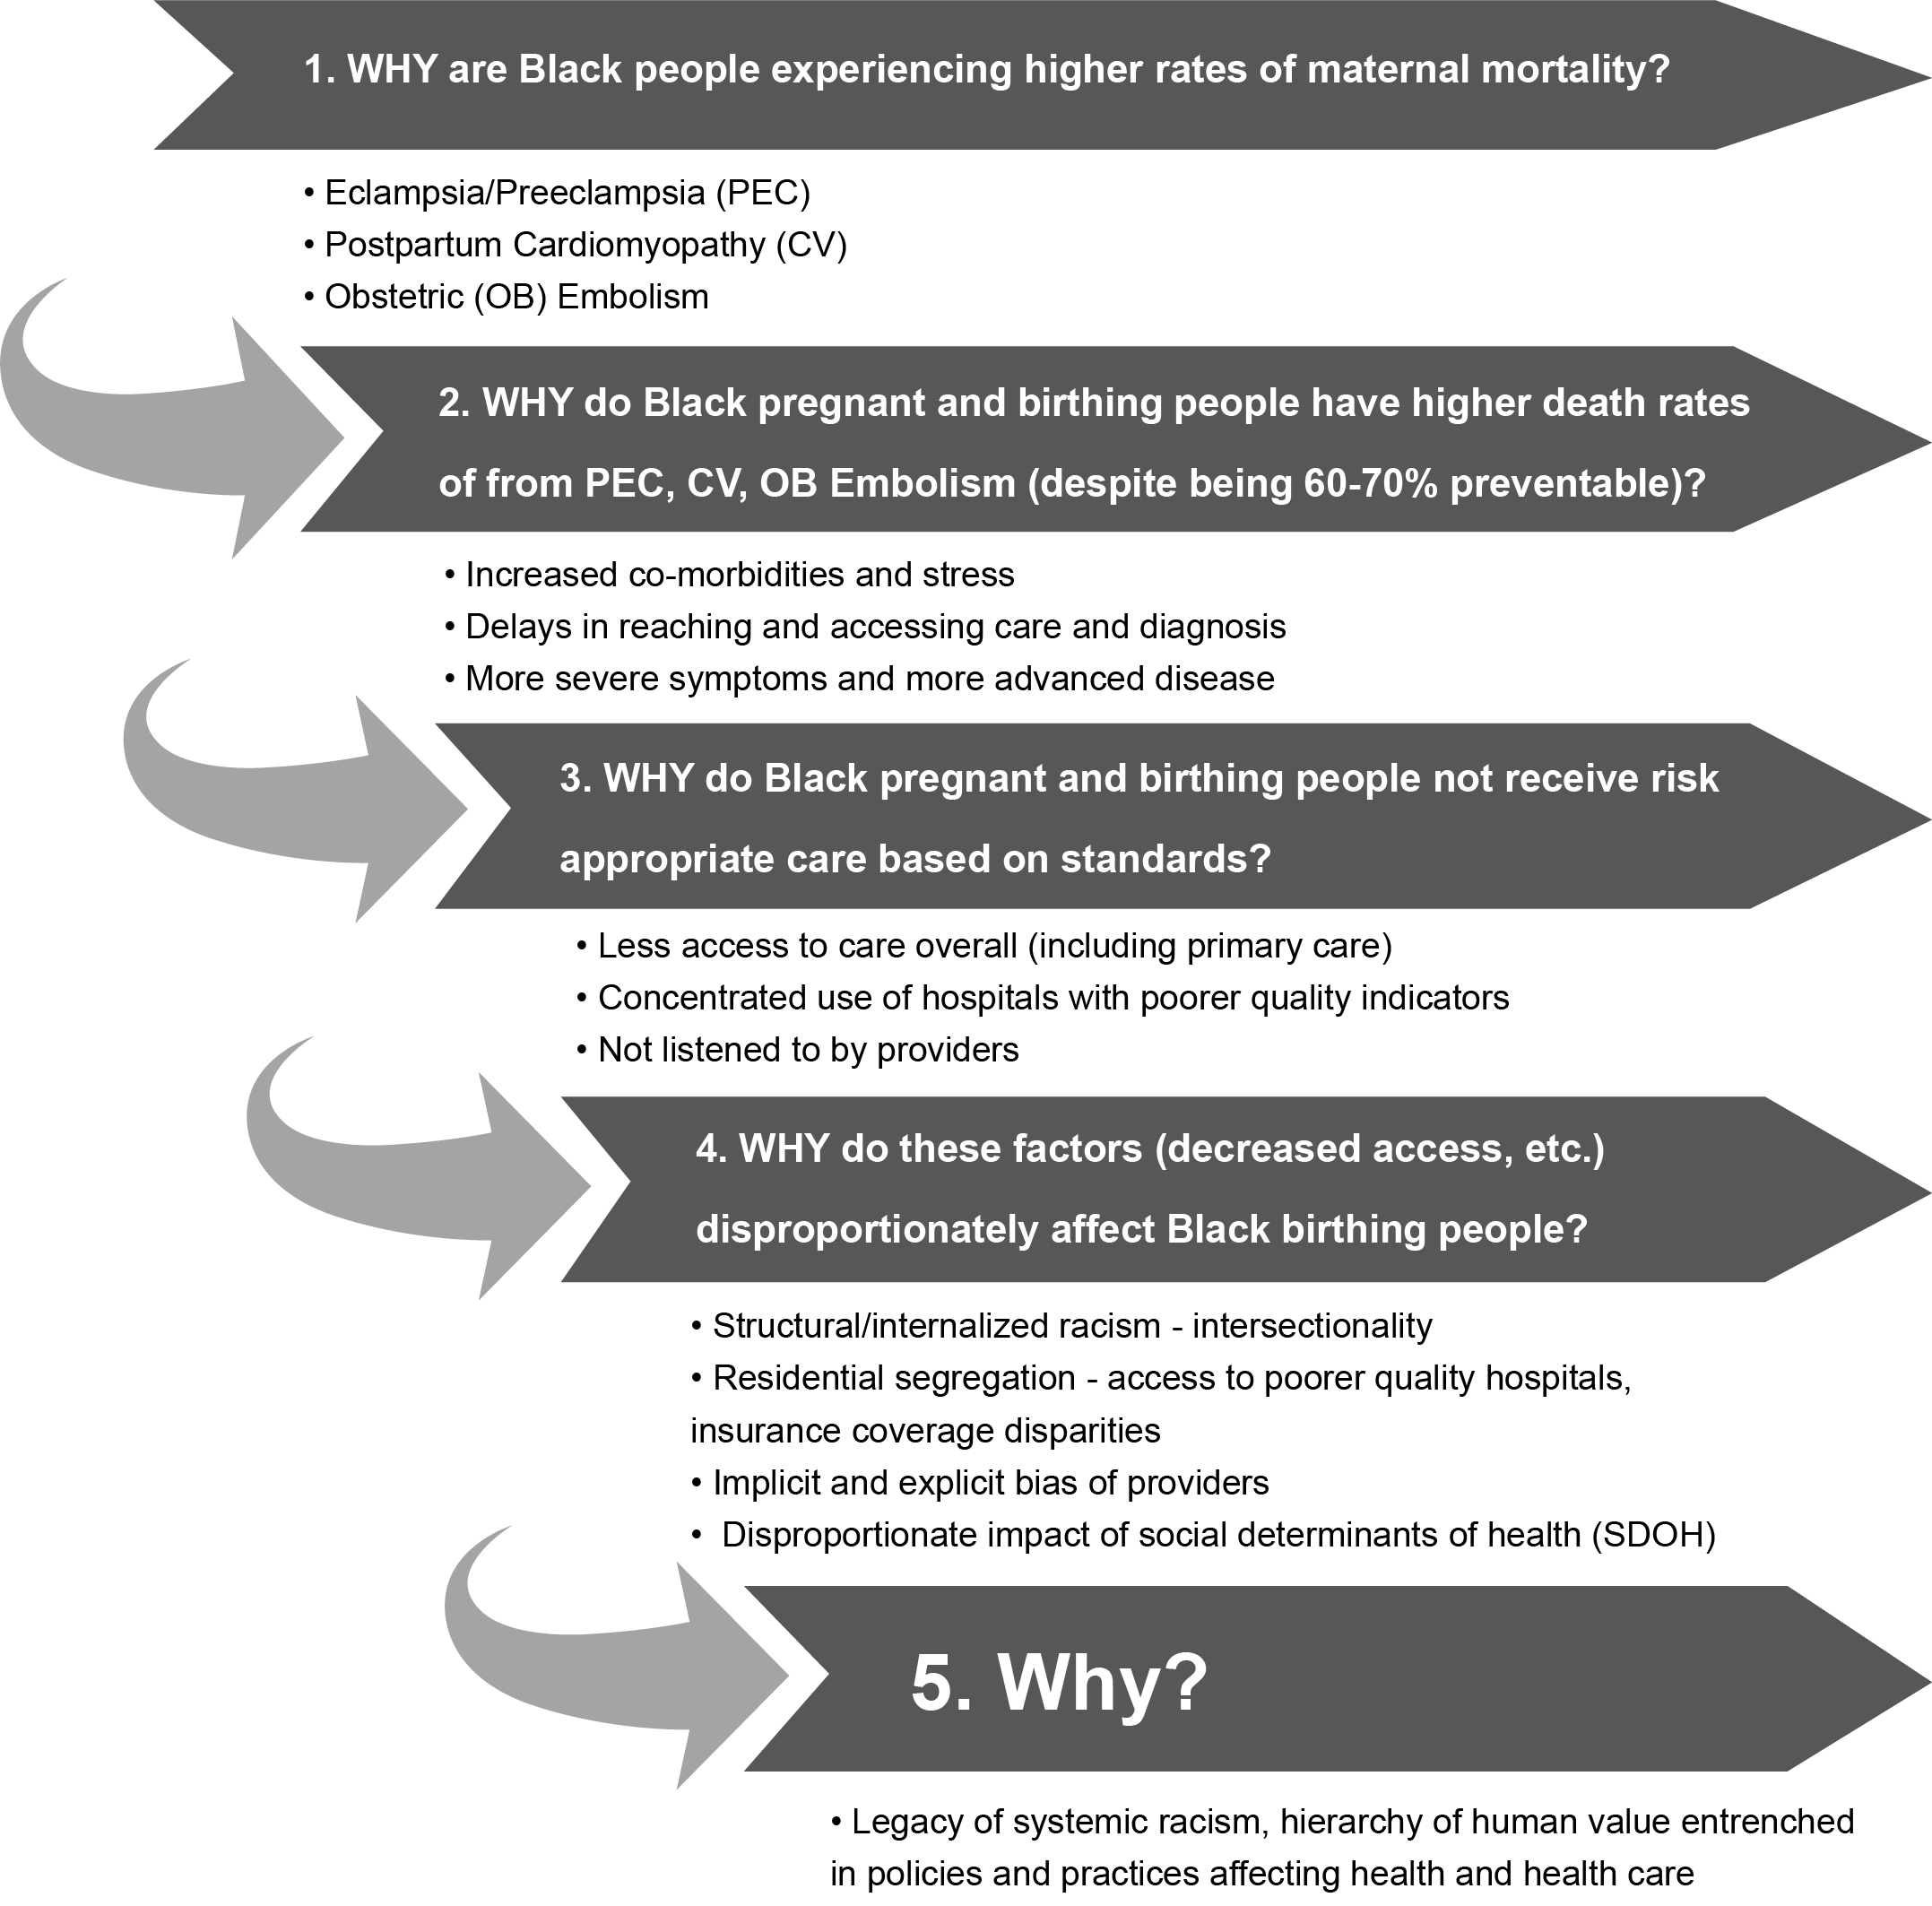 1. WHY are Black people experiencing higher rates of maternal mortality?
• Eclampsia/Preeclampsia (PEC)
• Postpartum Cardiomyopathy (CV)
• Obstetric (OB) Embolism
2. WHY do Black pregnant and birthing people have higher death rates
of from PEC, CV, OB Embolism (despite being 60-70% preventable)?
• Increased co-morbidities and stress
• Delays in reaching and accessing care and diagnosis
• More severe symptoms and more advanced disease
3. WHY do Black pregnant and birthing people not receive risk
appropriate care based on standards?
• Less access to care overall (including primary care)
• Concentrated use of hospitals with poorer quality indicators
• Not listened to by providers
4. WHY do these factors (decreased access, etc.)
disproportionately affect Black birthing people?
• Structural/internalized racism - intersectionality
• Residential segregation - access to poorer quality hospitals,
insurance coverage disparities
• Implicit and explicit bias of providers
• Disproportionate impact of social determinants of health (SDOH)
5. Why?
• Legacy of systemic racism, hierarchy of human value entrenched
in policies and practices affecting health and health care